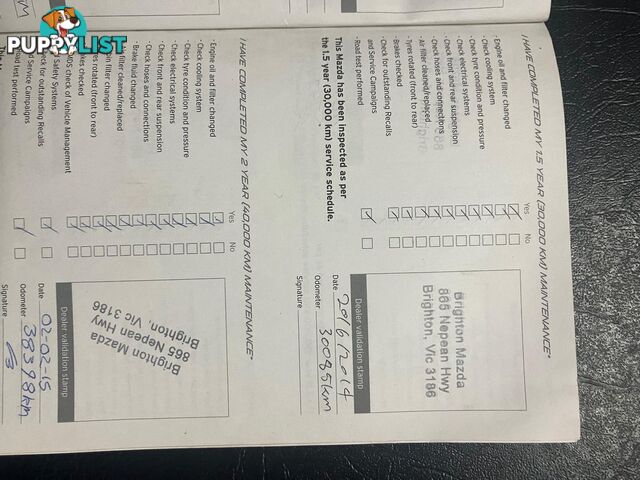 PUPPYLIST
I HAVE COMPLETED MY 1.5 YEAR (30,000 KM) MAINTENANCE*
Yes No
· Engine oil and filter changed
· Check cooling system
· Check tyre condition and pressure
· Check electrical systems
· Check front and rear suspension
· Check hoses and connections
· Air filter cleaned/replaced
· Tyres rotated (front to rear)
· Brakes checked
· Check for outstanding Recalls
and Service Campaigns
· Road test performed
This Mazda has been inspected as per
the 1.5 year (30,000 km) service schedule.
Brighton Mazda
865 Nepean Hwy
Brighton, Vic 3186
Dealer validation stamp
Date 20/6/2014
Odometer 30085km
Signature
I HAVE COMPLETED MY 2 YEAR (40,000 KM) MAINTENANCE*
Yes No
· Engine oil and filter changed
· Check cooling system
· Check tyre condition and pressure
· Check electrical systems
· Check front and rear suspension
· Check hoses and connections
· Brake fluid changed
filter cleaned/replaced
filter changed
rotated (front to rear)
checked
check of Vehicle Management
Safety Systems
for outstanding Recalls
Service Campaigns
test performed
Brighton Mazda
865 Nepean Hwy
Brighton, Vic 3186
Dealer validation stamp
Date 02-02-15
Odometer 38398km
Signature